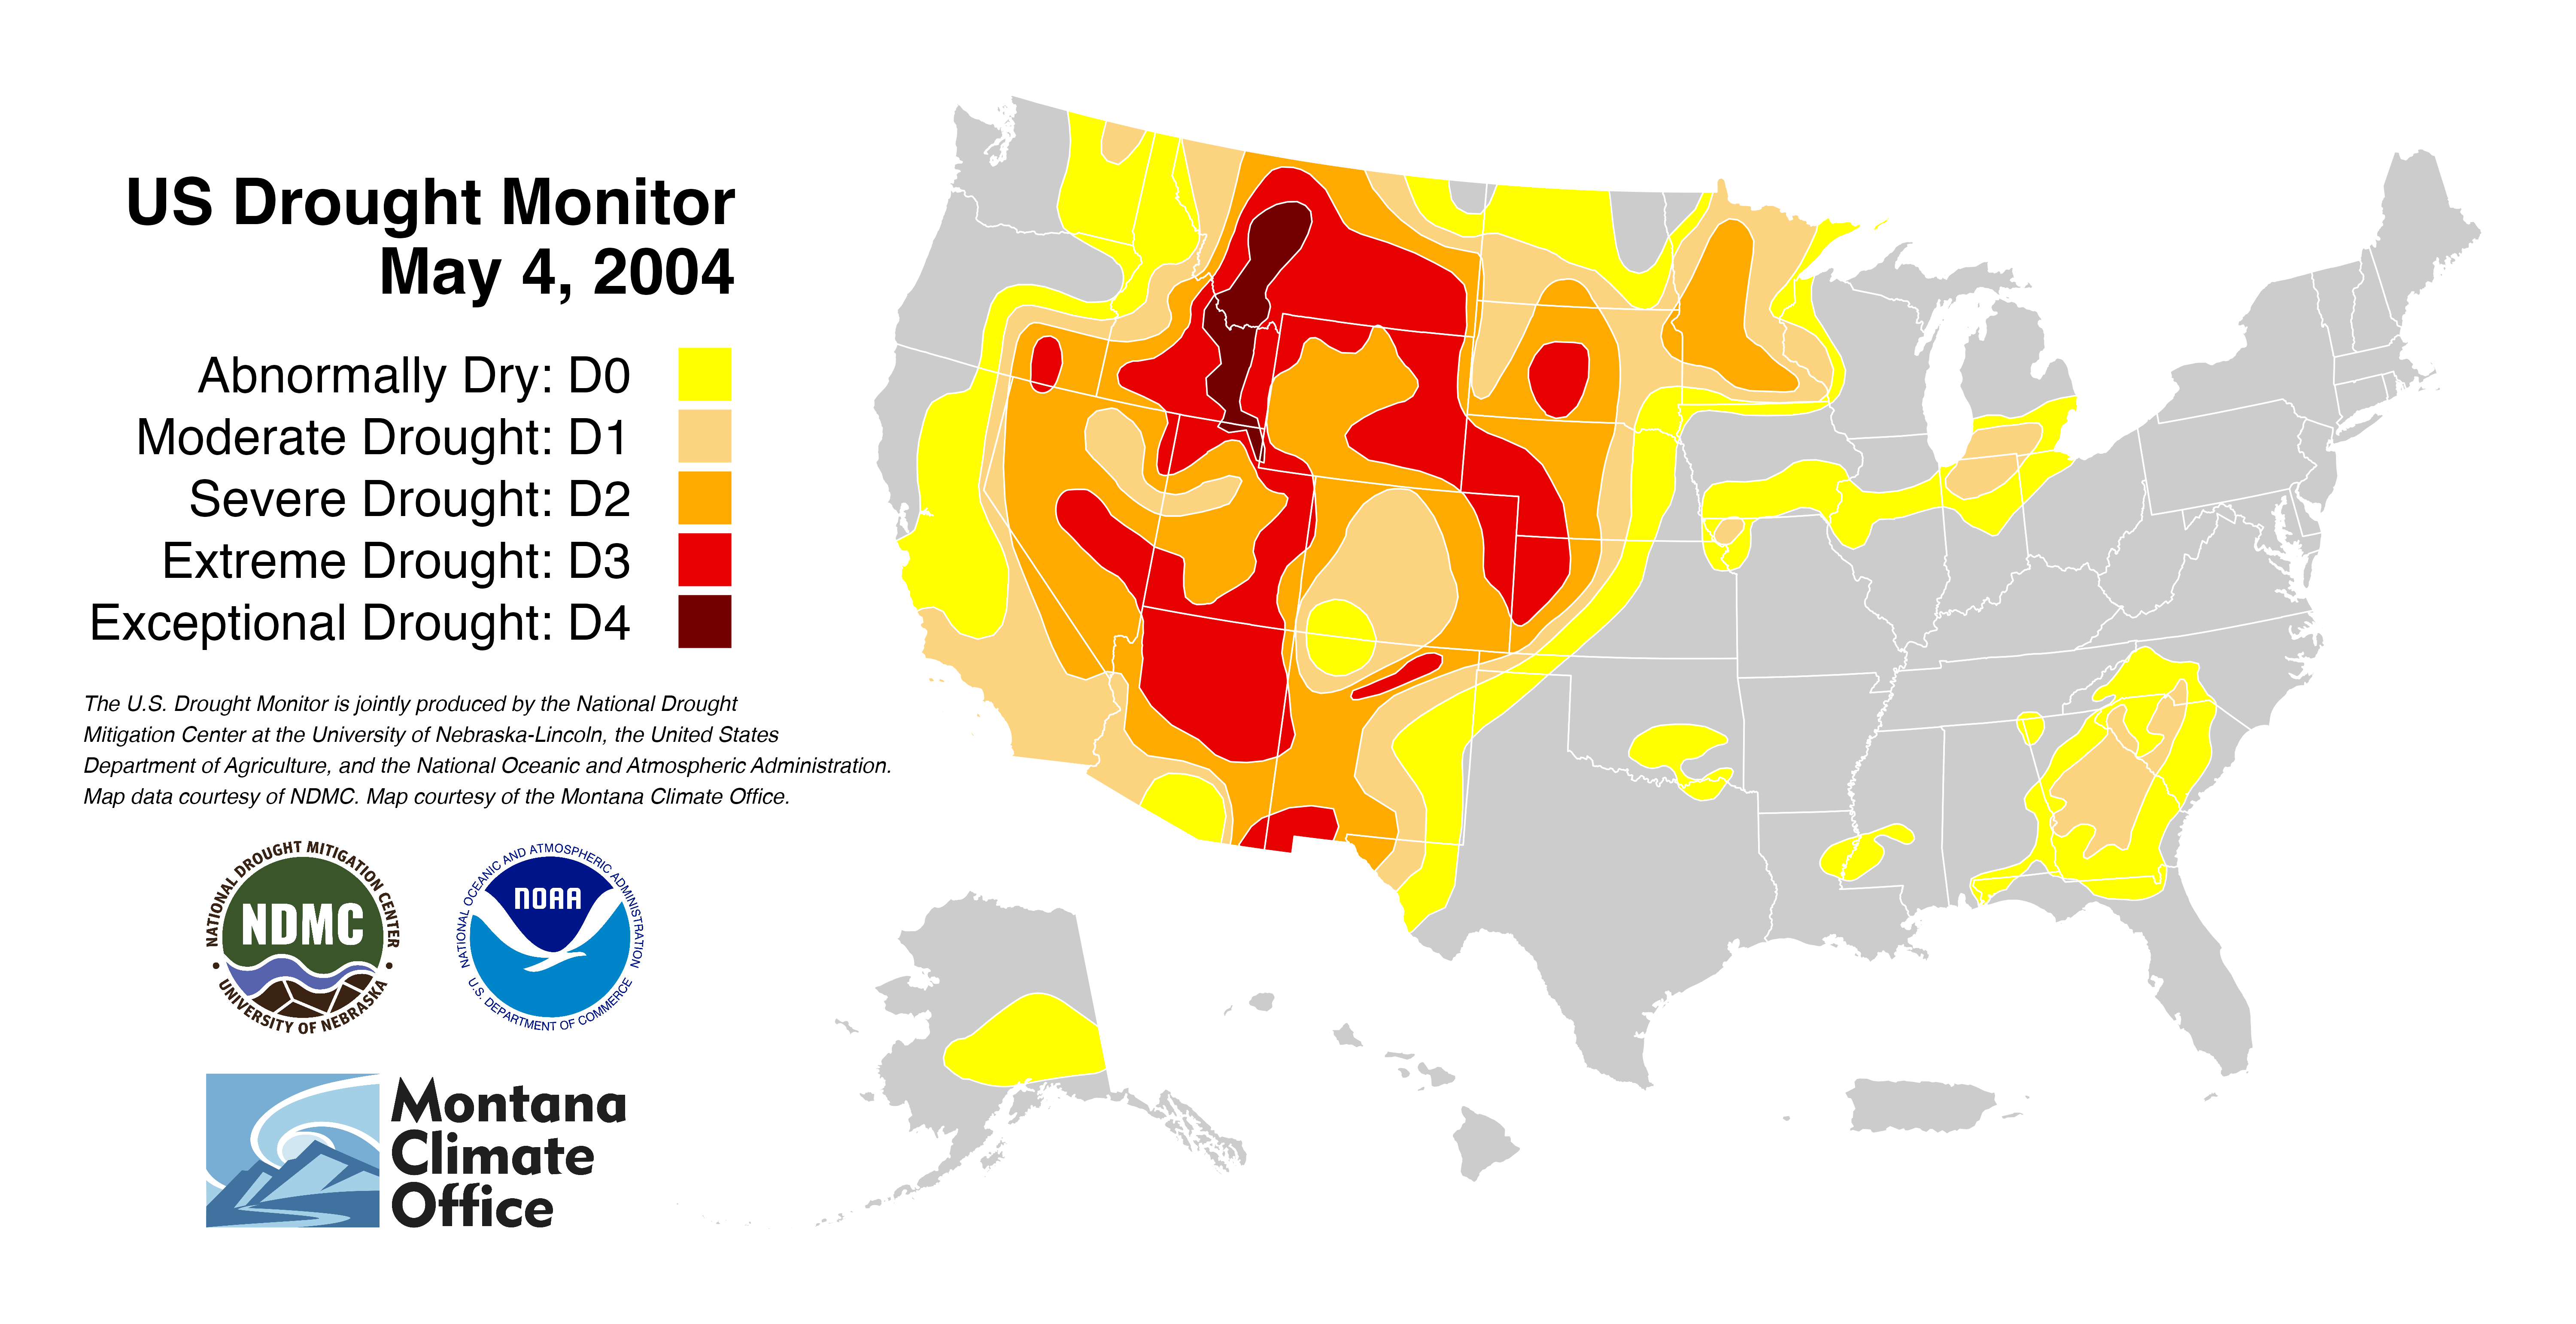 US Drought Monitor
May 4, 2004
Abnormally Dry: D0
Moderate Drought: D1
Severe Drought: D2
Extreme Drought: D3
Exceptional Drought: D4
The U.S. Drought Monitor is jointly produced by the National Drought
Mitigation Center at the University of Nebraska-Lincoln, the United States
Department of Agriculture, and the National Oceanic and Atmospheric Administration.
Map data courtesy of NDMC. Map courtesy of the Montana Climate Office.
NATIONAL DROUGHT MITIGATION CENTER
NDMC
• UNIVERSITY OF NEBRASKA •
NATIONAL OCEANIC AND ATMOSPHERIC ADMINISTRATION
NOAA
U.S. DEPARTMENT OF COMMERCE
Montana
Climate
Office